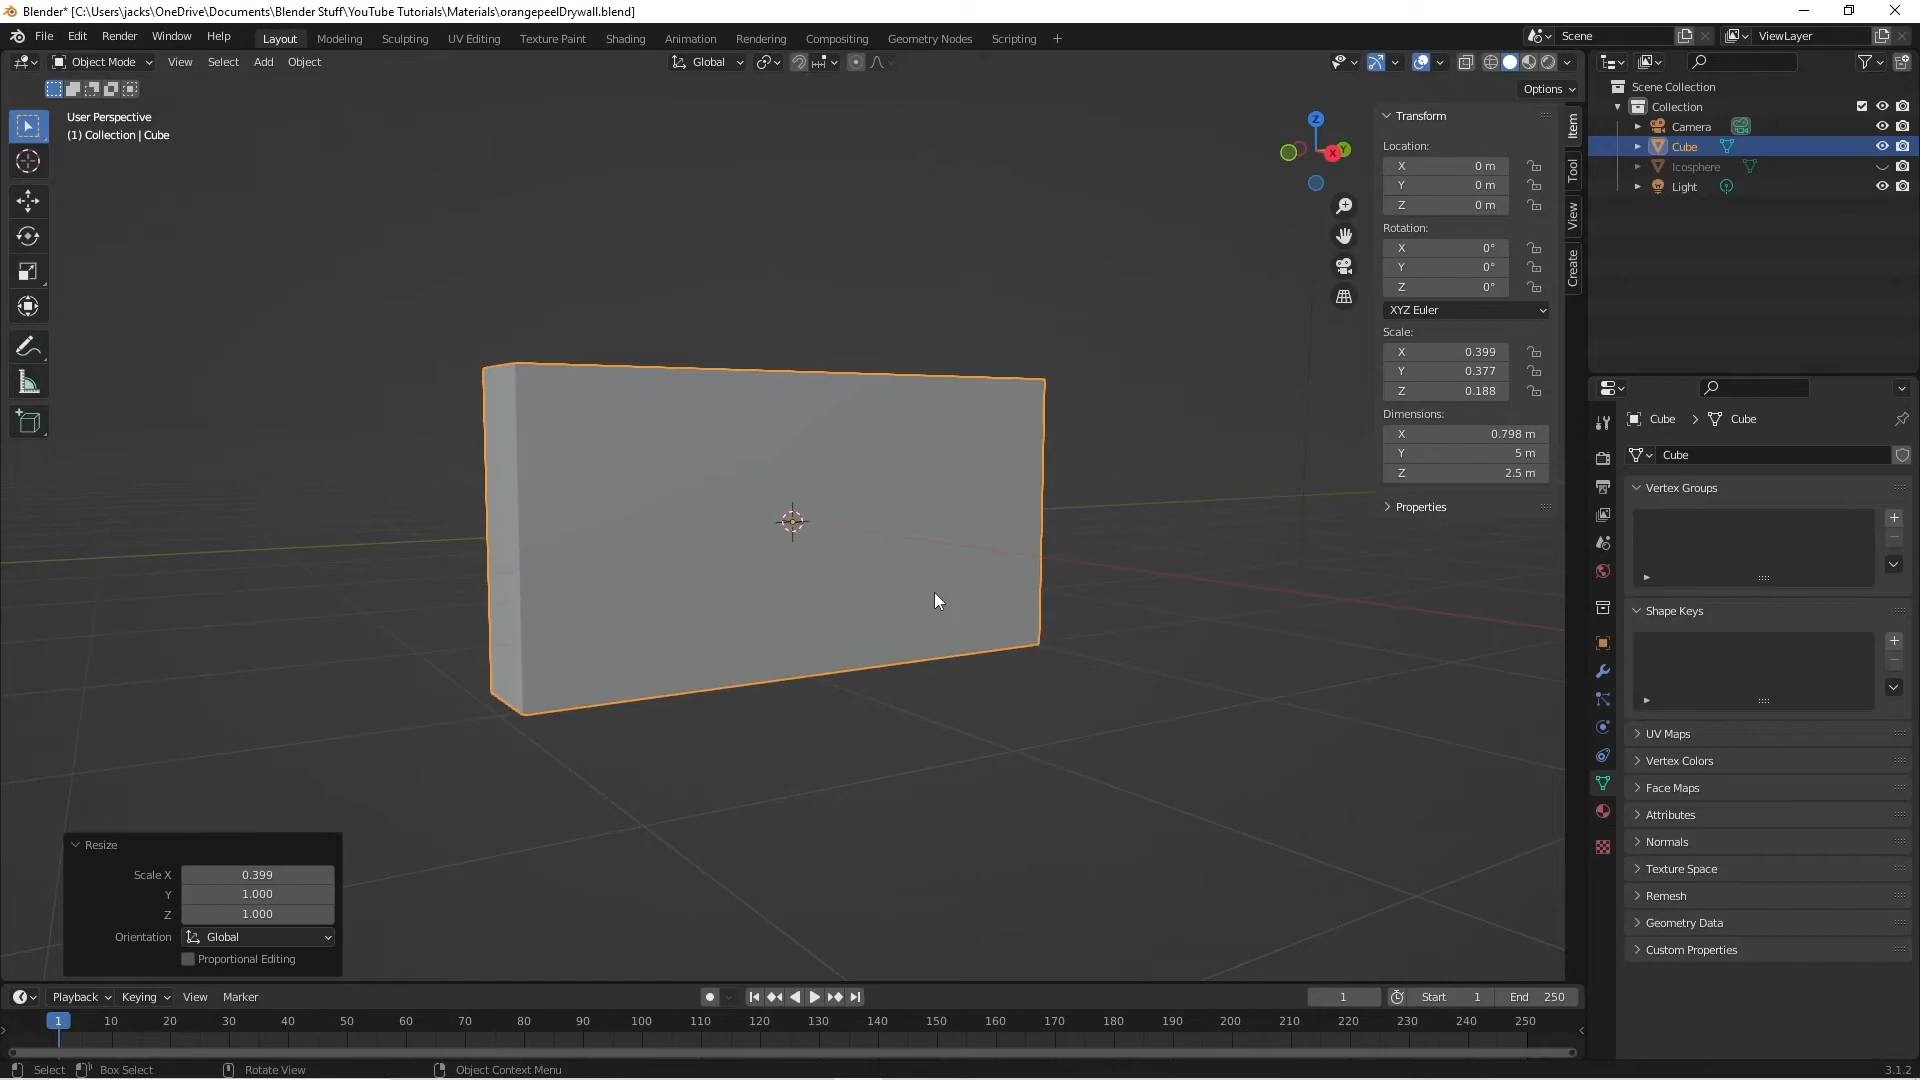 Blender* [C:\Users\jacks\OneDrive\Documents\Blender Stuff\YouTube Tutorials\Materials\orangepeelDrywall.blend]
File Edit Render Window Help Layout Modeling Sculpting UV Editing Texture Paint Shading Animation Rendering Compositing Geometry Nodes Scripting + Scene ViewLayer
Object Mode View Select Add Object Global
Options
User Perspective
(1) Collection | Cube
Z
Y
X
Item
Tool
View
Create
Transform
Location:
X 0 m
Y 0 m
Z 0 m
Rotation:
X 0°
Y 0°
Z 0°
XYZ Euler
Scale:
X 0.399
Y 0.377
Z 0.188
Dimensions:
X 0.798 m
Y 5 m
Z 2.5 m
Properties
Scene Collection
Collection
Camera
Cube
Icosphere
Light
Cube > Cube
Cube
Vertex Groups
Shape Keys
UV Maps
Vertex Colors
Face Maps
Attributes
Normals
Texture Space
Remesh
Geometry Data
Custom Properties
Resize
Scale X 0.399
Y 1.000
Z 1.000
Orientation Global
Proportional Editing
Playback Keying View Marker 1 Start 1 End 250
1 10 20 30 40 50 60 70 80 90 100 110 120 130 140 150 160 170 180 190 200 210 220 230 240 250
Select Box Select Rotate View Object Context Menu 3.1.2